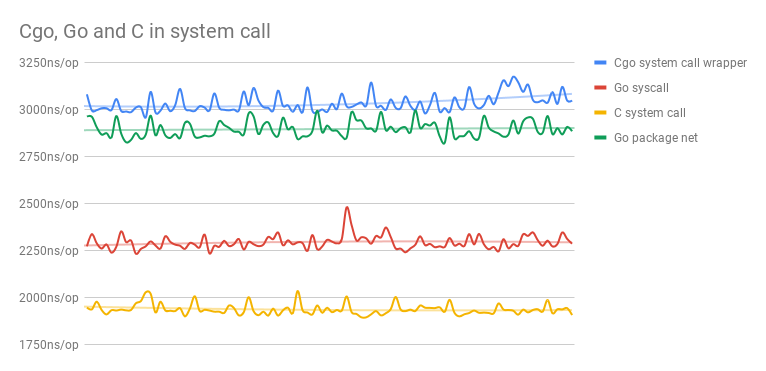 Cgo, Go and C in system call
3250ns/op
3000ns/op
2750ns/op
2500ns/op
2250ns/op
2000ns/op
1750ns/op
Cgo system call wrapper
Go syscall
C system call
Go package net